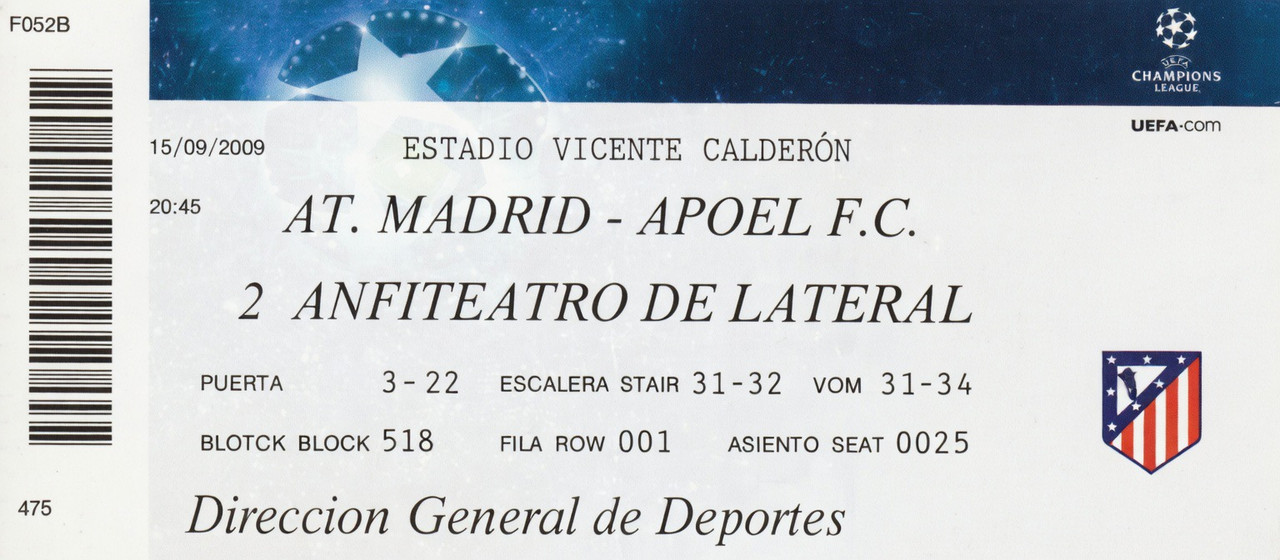 F052B
UEFA
CHAMPIONS
LEAGUE
UEFA·com
15/09/2009
ESTADIO VICENTE CALDERÓN
20:45
AT. MADRID - APOEL F.C.
2 ANFITEATRO DE LATERAL
PUERTA 3-22 ESCALERA STAIR 31-32 VOM 31-34
BLOTCK BLOCK 518 FILA ROW 001 ASIENTO SEAT 0025
475
Direccion General de Deportes